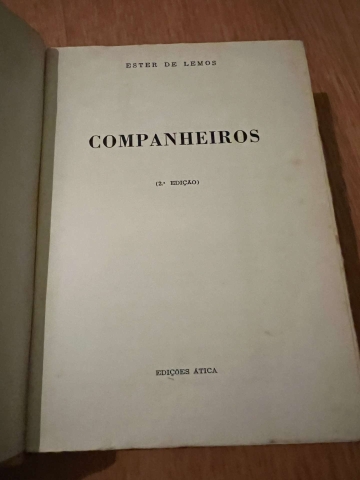 ESTER DE LEMOS
COMPANHEIROS
(2.ª EDIÇÃO)
EDIÇÕES ÁTICA